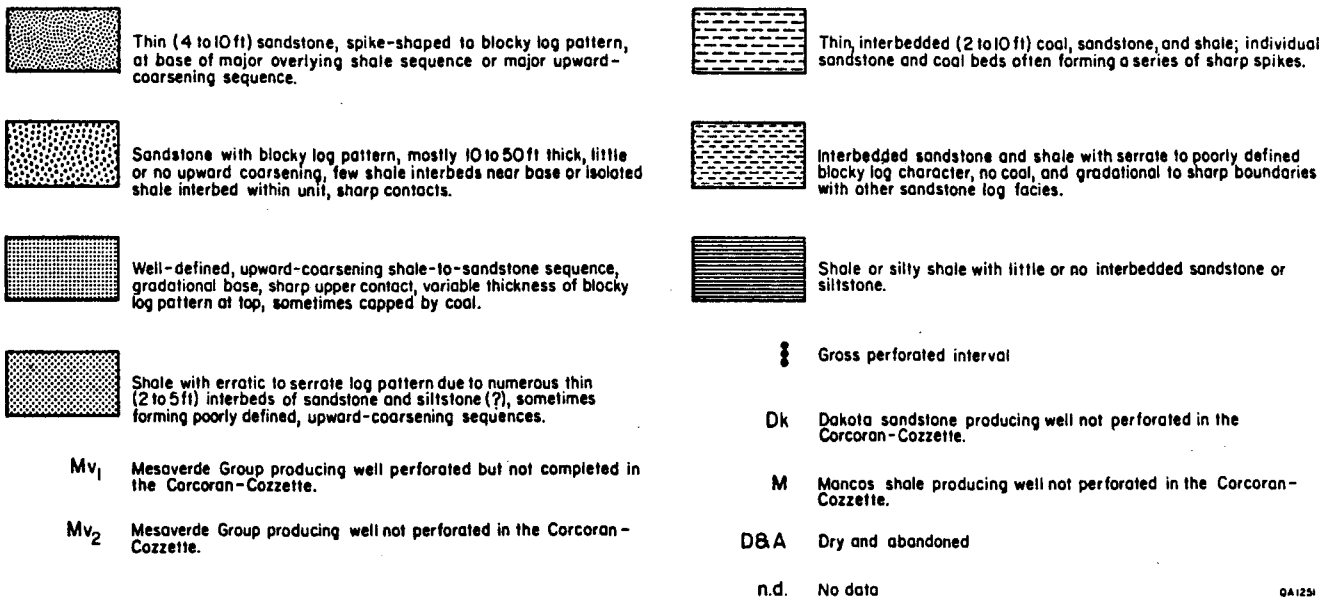 Thin (4 to 10 ft) sandstone, spike-shaped to blocky log pattern,
at base of major overlying shale sequence or major upward-
coarsening sequence.
Sandstone with blocky log pattern, mostly 10 to 50 ft thick, little
or no upward coarsening, few shale interbeds near base or isolated
shale interbed within unit, sharp contacts.
Well-defined, upward-coarsening shale-to-sandstone sequence,
gradational base, sharp upper contact, variable thickness of blocky
log pattern at top, sometimes capped by coal.
Shale with erratic to serrate log pattern due to numerous thin
(2 to 5 ft) interbeds of sandstone and siltstone (?), sometimes
forming poorly defined, upward-coarsening sequences.
Mv1 Mesaverde Group producing well perforated but not completed in
the Corcoran-Cozzette.
Mv2 Mesaverde Group producing well not perforated in the Corcoran-
Cozzette.
Thin, interbedded (2 to 10 ft) coal, sandstone, and shale; individual
sandstone and coal beds often forming a series of sharp spikes.
Interbedded sandstone and shale with serrate to poorly defined
blocky log character, no coal, and gradational to sharp boundaries
with other sandstone log facies.
Shale or silty shale with little or no interbedded sandstone or
siltstone.
Gross perforated interval
Dk Dakota sandstone producing well not perforated in the
Corcoran-Cozzette.
M Mancos shale producing well not perforated in the Corcoran-
Cozzette.
D&A Dry and abandoned
n.d. No data
QA1251